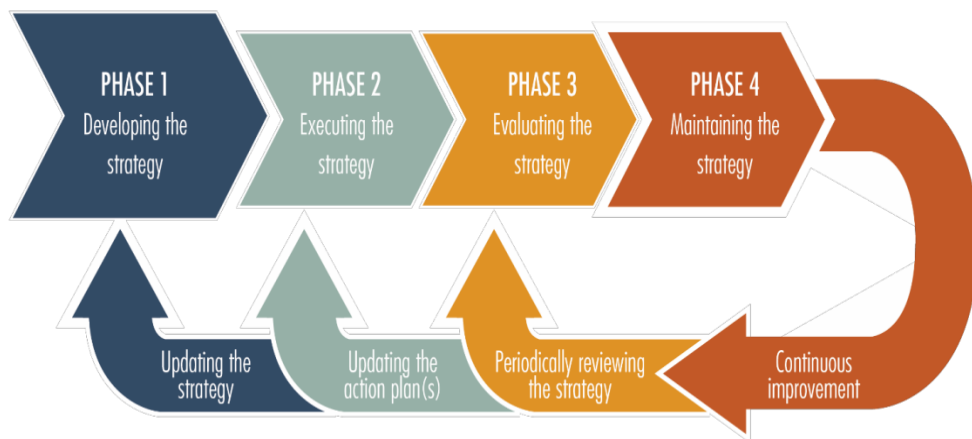 PHASE 1
Developing the
strategy
PHASE 2
Executing the
strategy
PHASE 3
Evaluating the
strategy
PHASE 4
Maintaining the
strategy
Updating the
strategy
Updating the
action plan(s)
Periodically reviewing
the strategy
Continuous
improvement